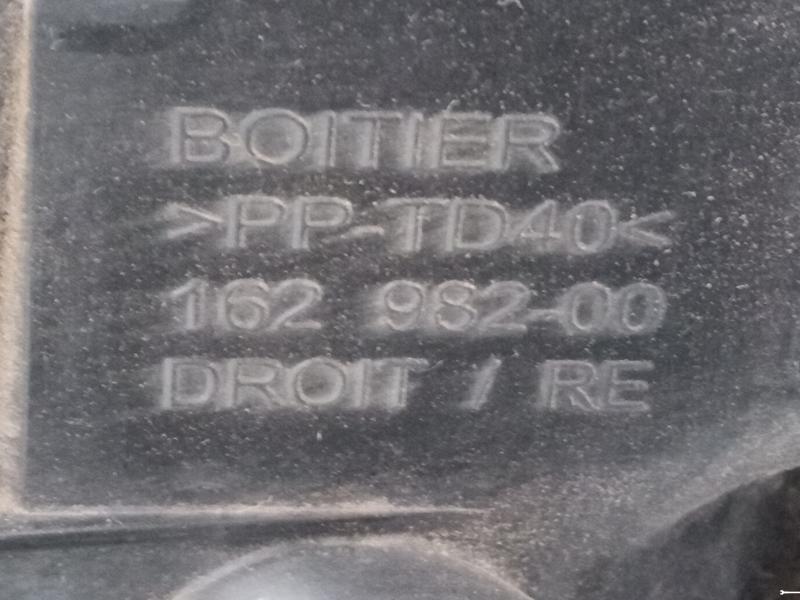 BOITIER
>PP-TD40<
162 982-00
DROIT / RE